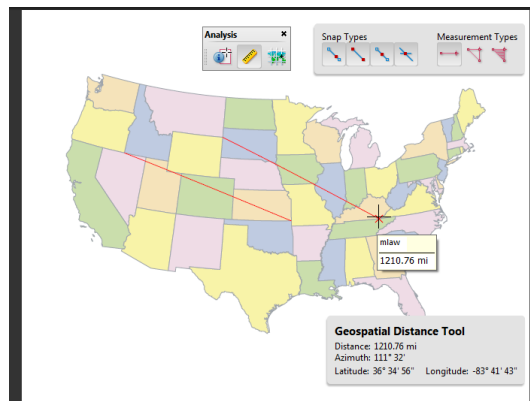 Analysis
Snap Types
Measurement Types
mlaw
1210.76 mi
Geospatial Distance Tool
Distance: 1210.76 mi
Azimuth: 111° 32'
Latitude: 36° 34' 56" Longitude: -83° 41' 43"